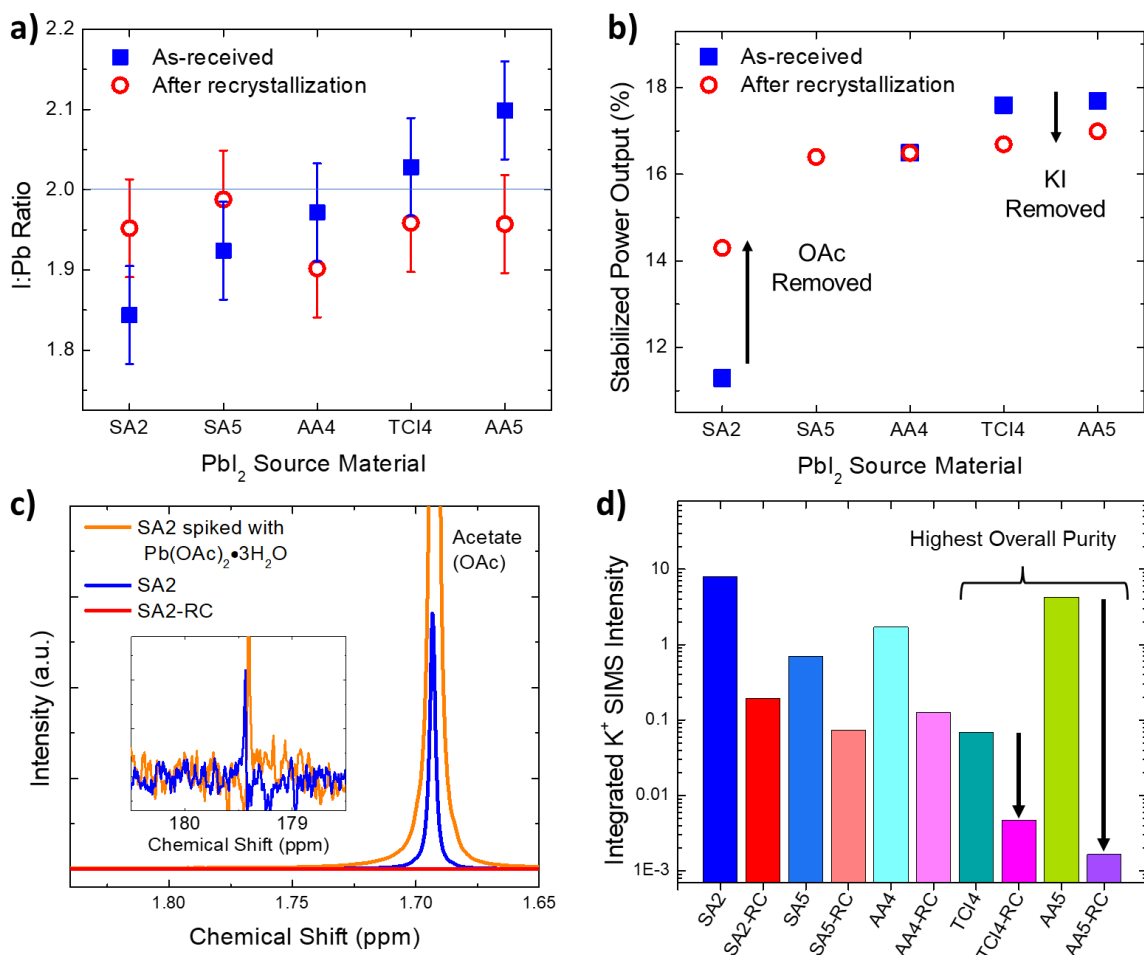 a)
2.2
2.1
2.0
1.9
1.8
I:Pb Ratio
As-received
After recrystallization
SA2 SA5 AA4 TCI4 AA5
PbI₂ Source Material
b)
18
16
14
12
Stabilized Power Output (%)
As-received
After recrystallization
KI
Removed
OAc
Removed
SA2 SA5 AA4 TCI4 AA5
PbI₂ Source Material
c)
Intensity (a.u.)
SA2 spiked with
Pb(OAc)₂•3H₂O
SA2
SA2-RC
Acetate
(OAc)
180 179
Chemical Shift (ppm)
1.80 1.75 1.70 1.65
Chemical Shift (ppm)
d)
Integrated K⁺ SIMS Intensity
10
1
0.1
0.01
1E-3
Highest Overall Purity
SA2 SA2-RC SA5 SA5-RC AA4 AA4-RC TCI4 TCI4-RC AA5 AA5-RC